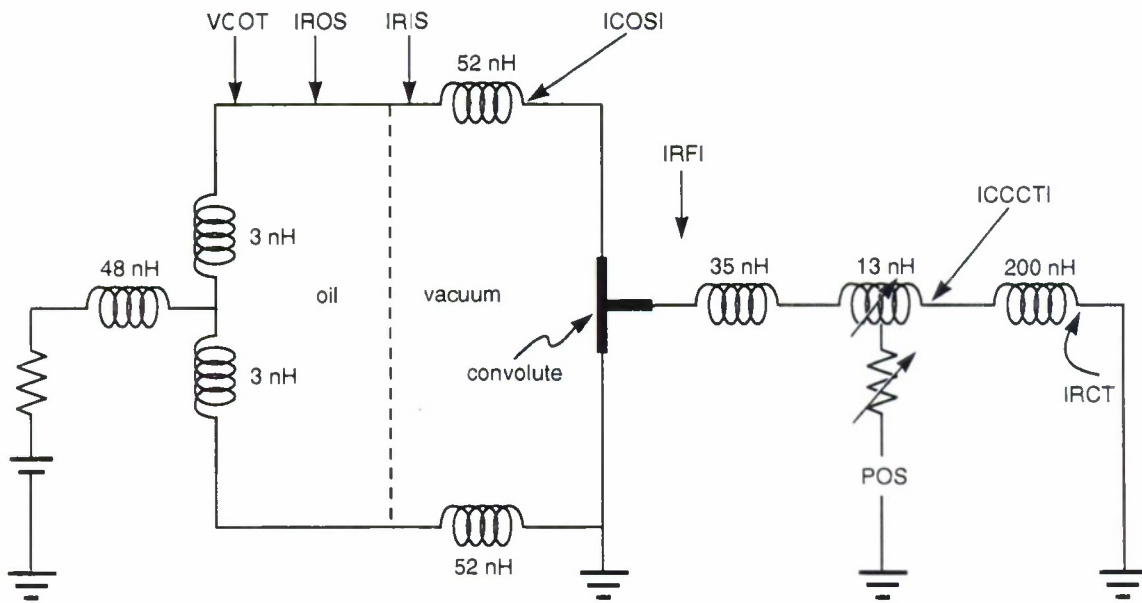 VCOT
IROS
IRIS
ICOSI
52 nH
IRFI
ICCCTI
3 nH
48 nH
35 nH
13 nH
200 nH
oil
vacuum
convolute
3 nH
IRCT
POS
52 nH